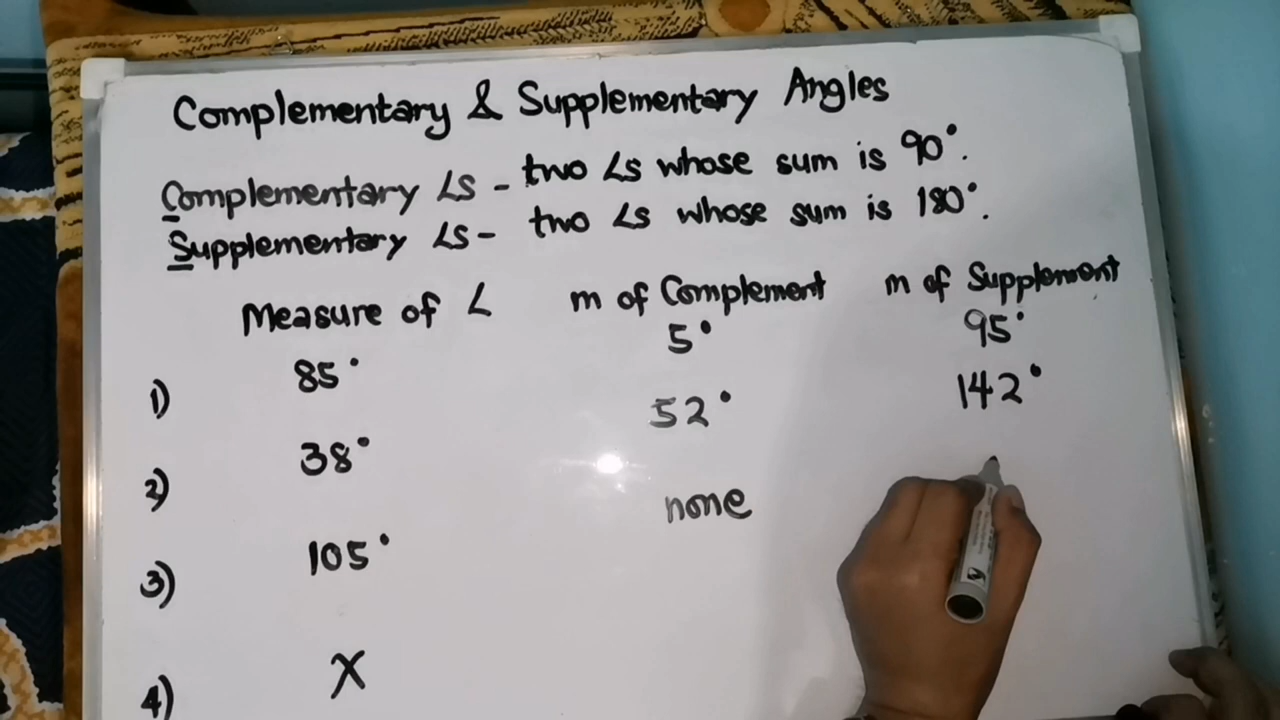 Complementary & Supplementary Angles
Complementary ∠s - two ∠s whose sum is 90°.
Supplementary ∠s - two ∠s whose sum is 180°.
Measure of ∠ m of Complement m of Supplement
1) 85° 5° 95°
2) 38° 52° 142°
3) 105° none
4) X